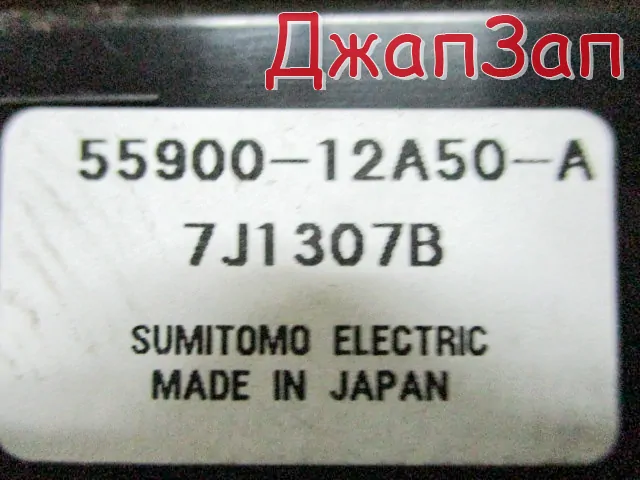 ДжапЗап
55900-12A50-A
7J1307B
SUMITOMO ELECTRIC
MADE IN JAPAN